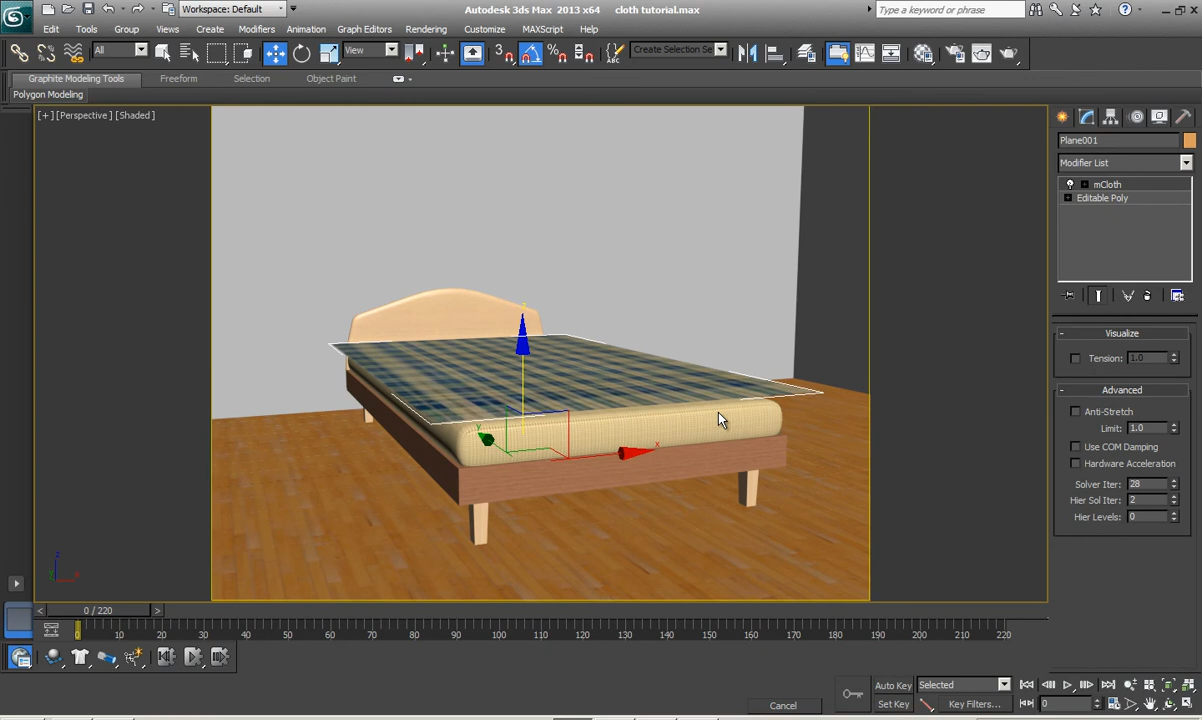 Workspace: Default
Autodesk 3ds Max 2013 x64 cloth tutorial.max
Type a keyword or phrase
Edit Tools Group Views Create Modifiers Animation Graph Editors Rendering Customize MAXScript Help
All View 3 Create Selection Se
Graphite Modeling Tools Freeform Selection Object Paint
Polygon Modeling
[+] [Perspective] [Shaded]
Plane001
Modifier List
mCloth
Editable Poly
- Visualize
Tension: 1.0
- Advanced
Anti-Stretch
Limit: 1.0
Use COM Damping
Hardware Acceleration
Solver Iter: 28
Hier Sol Iter: 2
Hier Levels: 0
z
y
x
z
x
< 0 / 220 >
0 10 20 30 40 50 60 70 80 90 100 110 120 130 140 150 160 170 180 190 200 210 220
Cancel
Auto Key Selected
Set Key Key Filters... 0